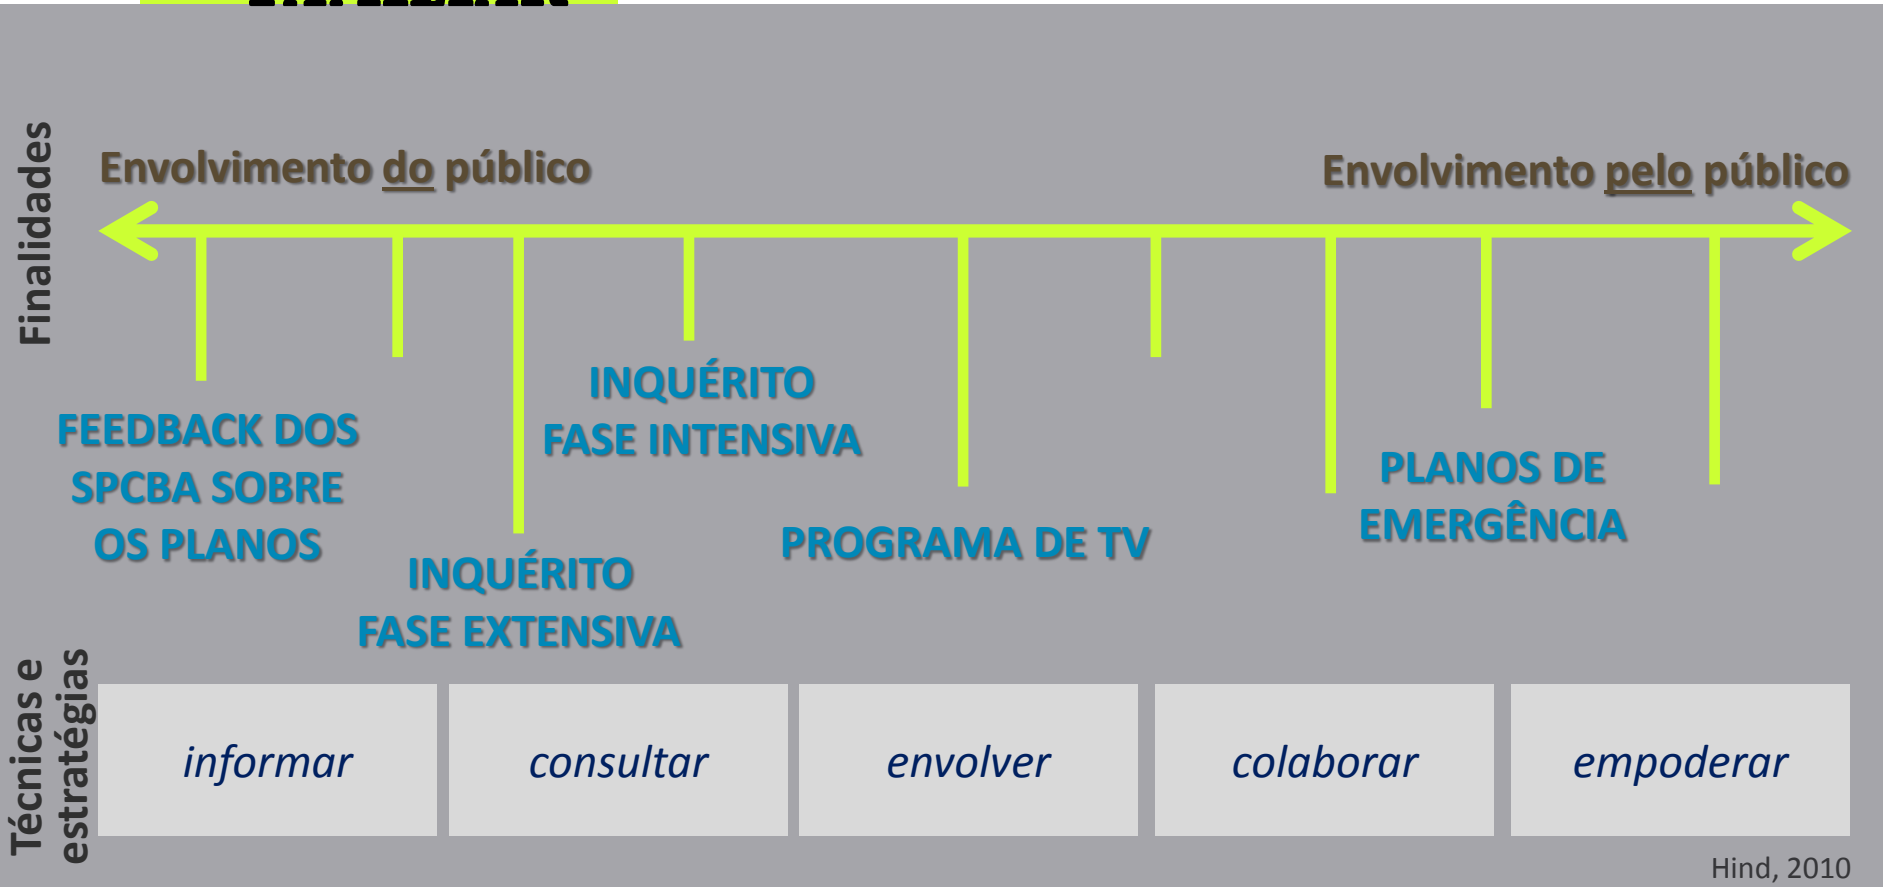 Finalidades
Envolvimento do público
Envolvimento pelo público
FEEDBACK DOS
SPCBA SOBRE
OS PLANOS
INQUÉRITO
FASE EXTENSIVA
INQUÉRITO
FASE INTENSIVA
PROGRAMA DE TV
PLANOS DE
EMERGÊNCIA
Técnicas e
estratégias
informar
consultar
envolver
colaborar
empoderar
Hind, 2010